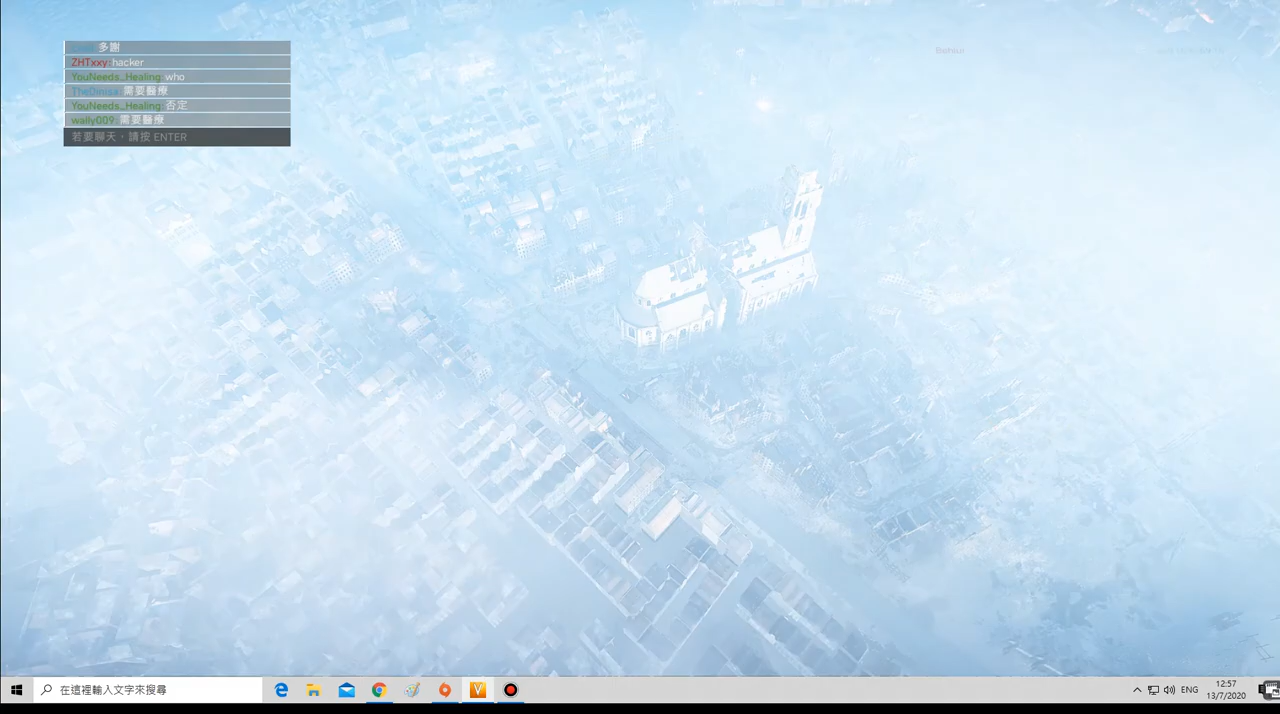 多謝
ZHTxxy: hacker
YouNeeds_Healing: who
需要醫療
YouNeeds_Healing: 否定
wally009: 需要醫療
若要聊天，請按 ENTER
在這裡輸入文字來搜尋
ENG
12:57
13/7/2020